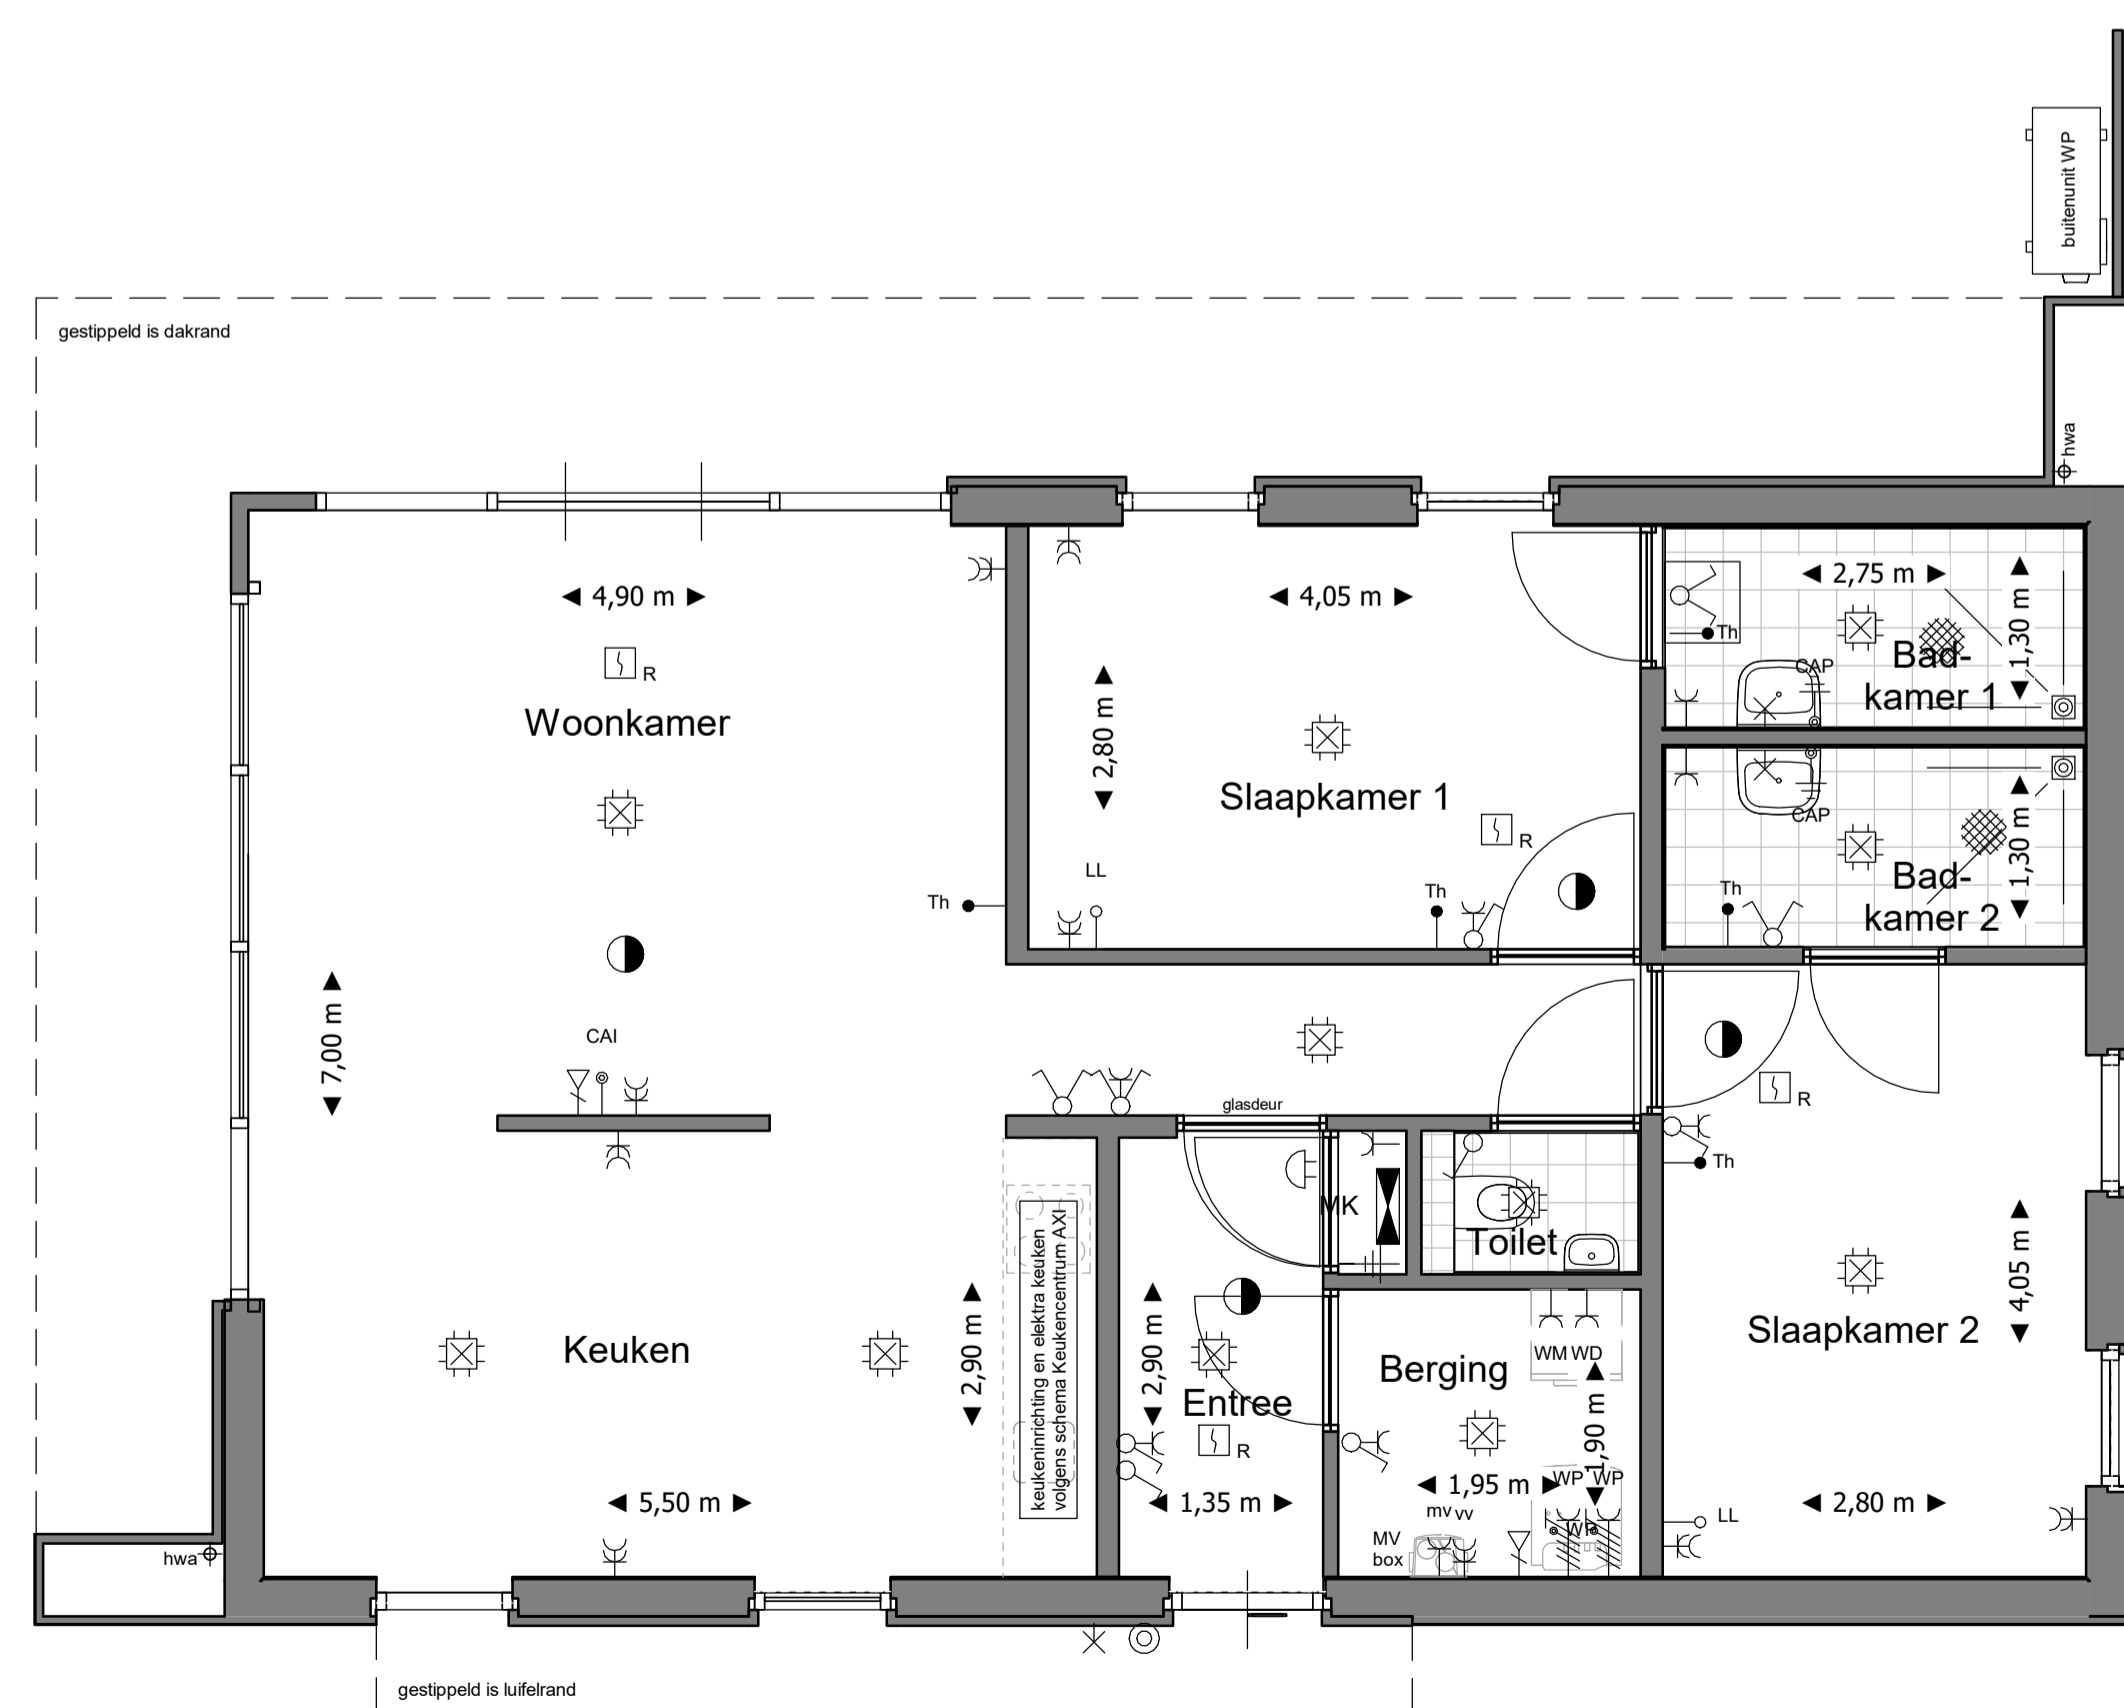 buitenunit WP
gestippeld is dakrand
hwa
4,90 m
4,05 m
2,75 m
1,30 m
R
Th
CAP
Bad-
kamer 1
Woonkamer
2,80 m
Slaapkamer 1
R
CAP
1,30 m
Bad-
kamer 2
LL
Th
Th
Th
7,00 m
CAI
glasdeur
R
Th
MK
Toilet
keukeninrichting en elektra keuken
volgens schema Keukencentrum AXI
4,05 m
Keuken
2,90 m
2,90 m
Entree
R
Berging
WM WD
1,90 m
Slaapkamer 2
5,50 m
1,35 m
1,95 m
WP WP
2,80 m
mv vv
WP
LL
MV
box
hwa
gestippeld is luifelrand